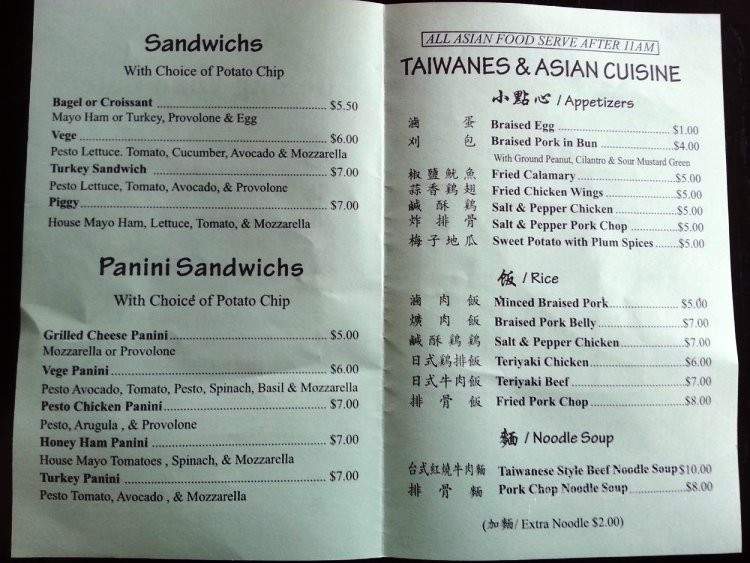 Sandwichs
With Choice of Potato Chip
Bagel or Croissant ........ $5.50
Mayo Ham or Turkey, Provolone & Egg
Vege ........ $6.00
Pesto Lettuce. Tomato, Cucumber, Avocado & Mozzarella
Turkey Sandwich ........ $7.00
Pesto Lettuce, Tomato, Avocado, & Provolone
Piggy ........ $7.00
House Mayo Ham, Lettuce, Tomato, & Mozzarella
Panini Sandwichs
With Choice of Potato Chip
Grilled Cheese Panini ........ $5.00
Mozzarella or Provolone
Vege Panini ........ $6.00
Pesto Avocado, Tomato, Pesto, Spinach, Basil & Mozzarella
Pesto Chicken Panini ........ $7.00
Pesto, Arugula , & Provolone
Honey Ham Panini ........ $7.00
House Mayo Tomatoes , Spinach, & Mozzarella
Turkey Panini ........ $7.00
Pesto Tomato, Avocado , & Mozzarella
ALL ASIAN FOOD SERVE AFTER 11AM
TAIWANES & ASIAN CUISINE
小點心 / Appetizers
滷蛋 Braised Egg ........ $1.00
刈包 Braised Pork in Bun ........ $4.00
With Ground Peanut, Cilantro & Sour Mustard Green
椒鹽魷魚 Fried Calamary ........ $5.00
蒜香鷄翅 Fried Chicken Wings ........ $5.00
鹹酥鷄 Salt & Pepper Chicken ........ $5.00
炸排骨 Salt & Pepper Pork Chop ........ $5.00
梅子地瓜 Sweet Potato with Plum Spices ........ $5.00
飯 / Rice
滷肉飯 Minced Braised Pork ........ $5.00
爌肉飯 Braised Pork Belly ........ $7.00
鹹酥鷄飯 Salt & Pepper Chicken ........ $7.00
日式鷄排飯 Teriyaki Chicken ........ $6.00
日式牛肉飯 Teriyaki Beef ........ $7.00
排骨飯 Fried Pork Chop ........ $8.00
麵 / Noodle Soup
台式紅燒牛肉麵 Taiwanese Style Beef Noodle Soup $10.00
排骨麵 Pork Chop Noodle Soup ........ $8.00
(加麵/ Extra Noodle $2.00)